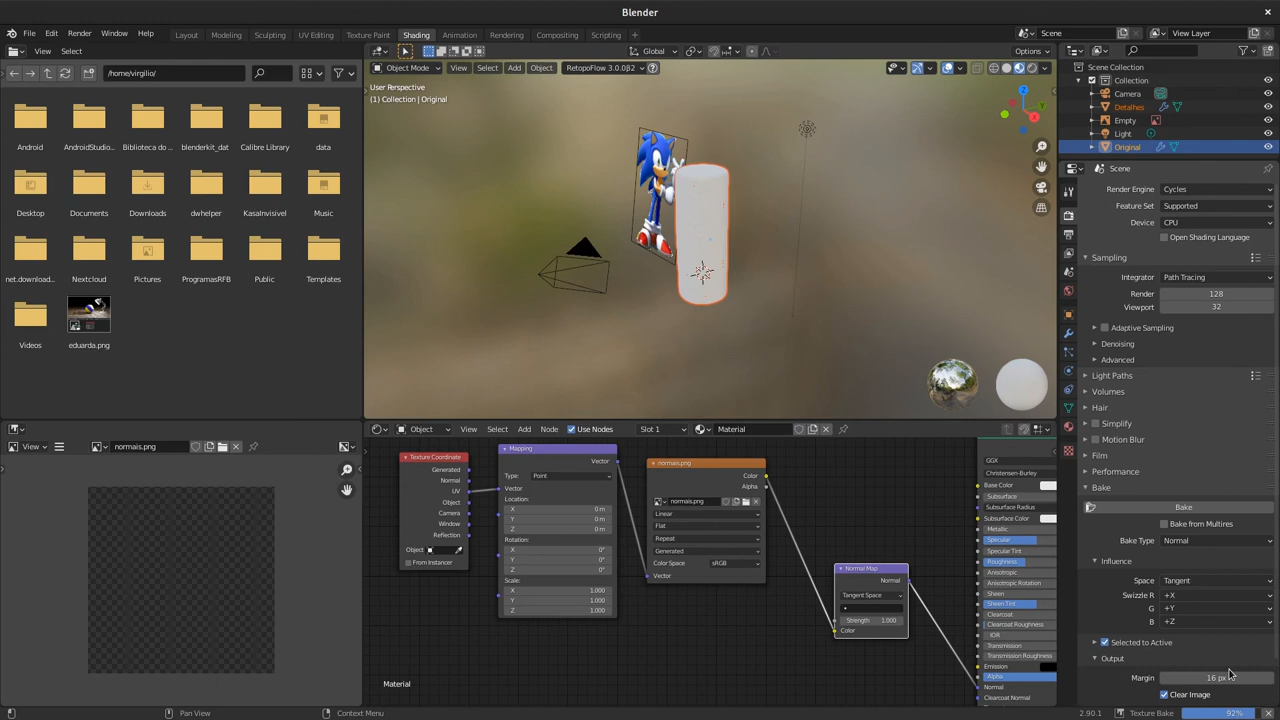 Blender
File Edit Render Window Help
Layout Modeling Sculpting UV Editing Texture Paint Shading Animation Rendering Compositing Scripting +
Scene
View Layer
View Select
/home/virgilio/
Android AndroidStudio... Biblioteca do ... blenderkit_dat Calibre Library data
Desktop Documents Downloads dwhelper KasaInvisivel Music
net.download... Nextcloud Pictures ProgramasRFB Public Templates
Videos eduarda.png
Global
Options
Object Mode View Select Add Object RetopoFlow 3.0.0β2
User Perspective
(1) Collection | Original
Z
Y
X
Scene Collection
Collection
Camera
Detalhes
Empty
Light
Original
Scene
Render Engine Cycles
Feature Set Supported
Device CPU
Open Shading Language
Sampling
Integrator Path Tracing
Render 128
Viewport 32
Adaptive Sampling
Denoising
Advanced
Light Paths
Volumes
Hair
Simplify
Motion Blur
Film
Performance
Bake
Bake
Bake from Multires
Bake Type Normal
Influence
Space Tangent
Swizzle R +X
G +Y
B +Z
Selected to Active
Output
Margin 16 px
Clear Image
View normais.png
Object View Select Add Node Use Nodes Slot 1 Material
Texture Coordinate
Generated
Normal
UV
Object
Camera
Window
Reflection
Object
From Instancer
Mapping
Vector
Type: Point
Vector
Location:
X 0 m
Y 0 m
Z 0 m
Rotation:
X 0°
Y 0°
Z 0°
Scale:
X 1.000
Y 1.000
Z 1.000
normais.png
Color
Alpha
normais.png
Linear
Flat
Repeat
Generated
Color Space sRGB
Vector
Normal Map
Normal
Tangent Space
Strength 1.000
Color
GGX
Christensen-Burley
Base Color
Subsurface
Subsurface Radius
Subsurface Color
Metallic
Specular
Specular Tint
Roughness
Anisotropic
Anisotropic Rotation
Sheen
Sheen Tint
Clearcoat
Clearcoat Roughness
IOR
Transmission
Transmission Roughness
Emission
Alpha
Normal
Clearcoat Normal
Material
Pan View Context Menu 2.90.1 Texture Bake 92%